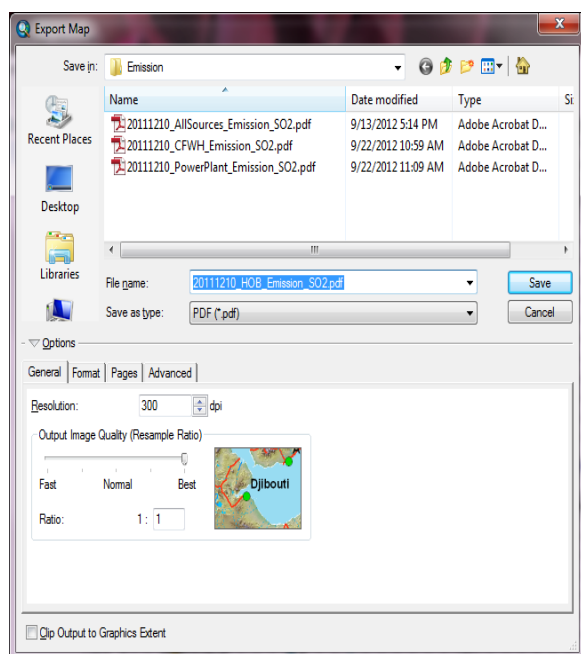 Export Map
x
Save in: Emission
Name Date modified Type Si
20111210_AllSources_Emission_SO2.pdf 9/13/2012 5:14 PM Adobe Acrobat D...
20111210_CFWH_Emission_SO2.pdf 9/22/2012 10:59 AM Adobe Acrobat D...
20111210_PowerPlant_Emission_SO2.pdf 9/22/2012 11:09 AM Adobe Acrobat D...
Recent Places
Desktop
Libraries
File name: 20111210_HOB_Emission_SO2.pdf Save
Save as type: PDF (*.pdf) Cancel
Options
General Format Pages Advanced
Resolution: 300 dpi
Output Image Quality (Resample Ratio)
Fast Normal Best
Djibouti
Ratio: 1 : 1
Clip Output to Graphics Extent